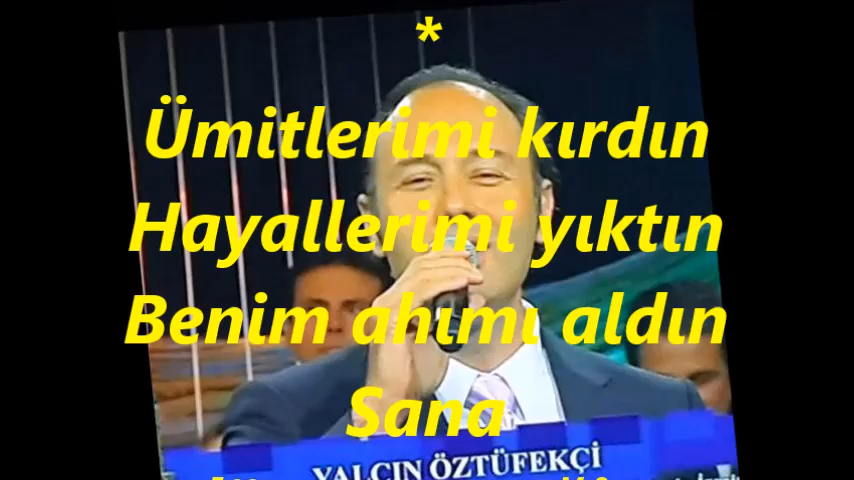 *
Ümitlerimi kırdın
Hayallerimi yıktın
Benim ahımı aldın
Sana
YALÇIN ÖZTÜFEKÇİ